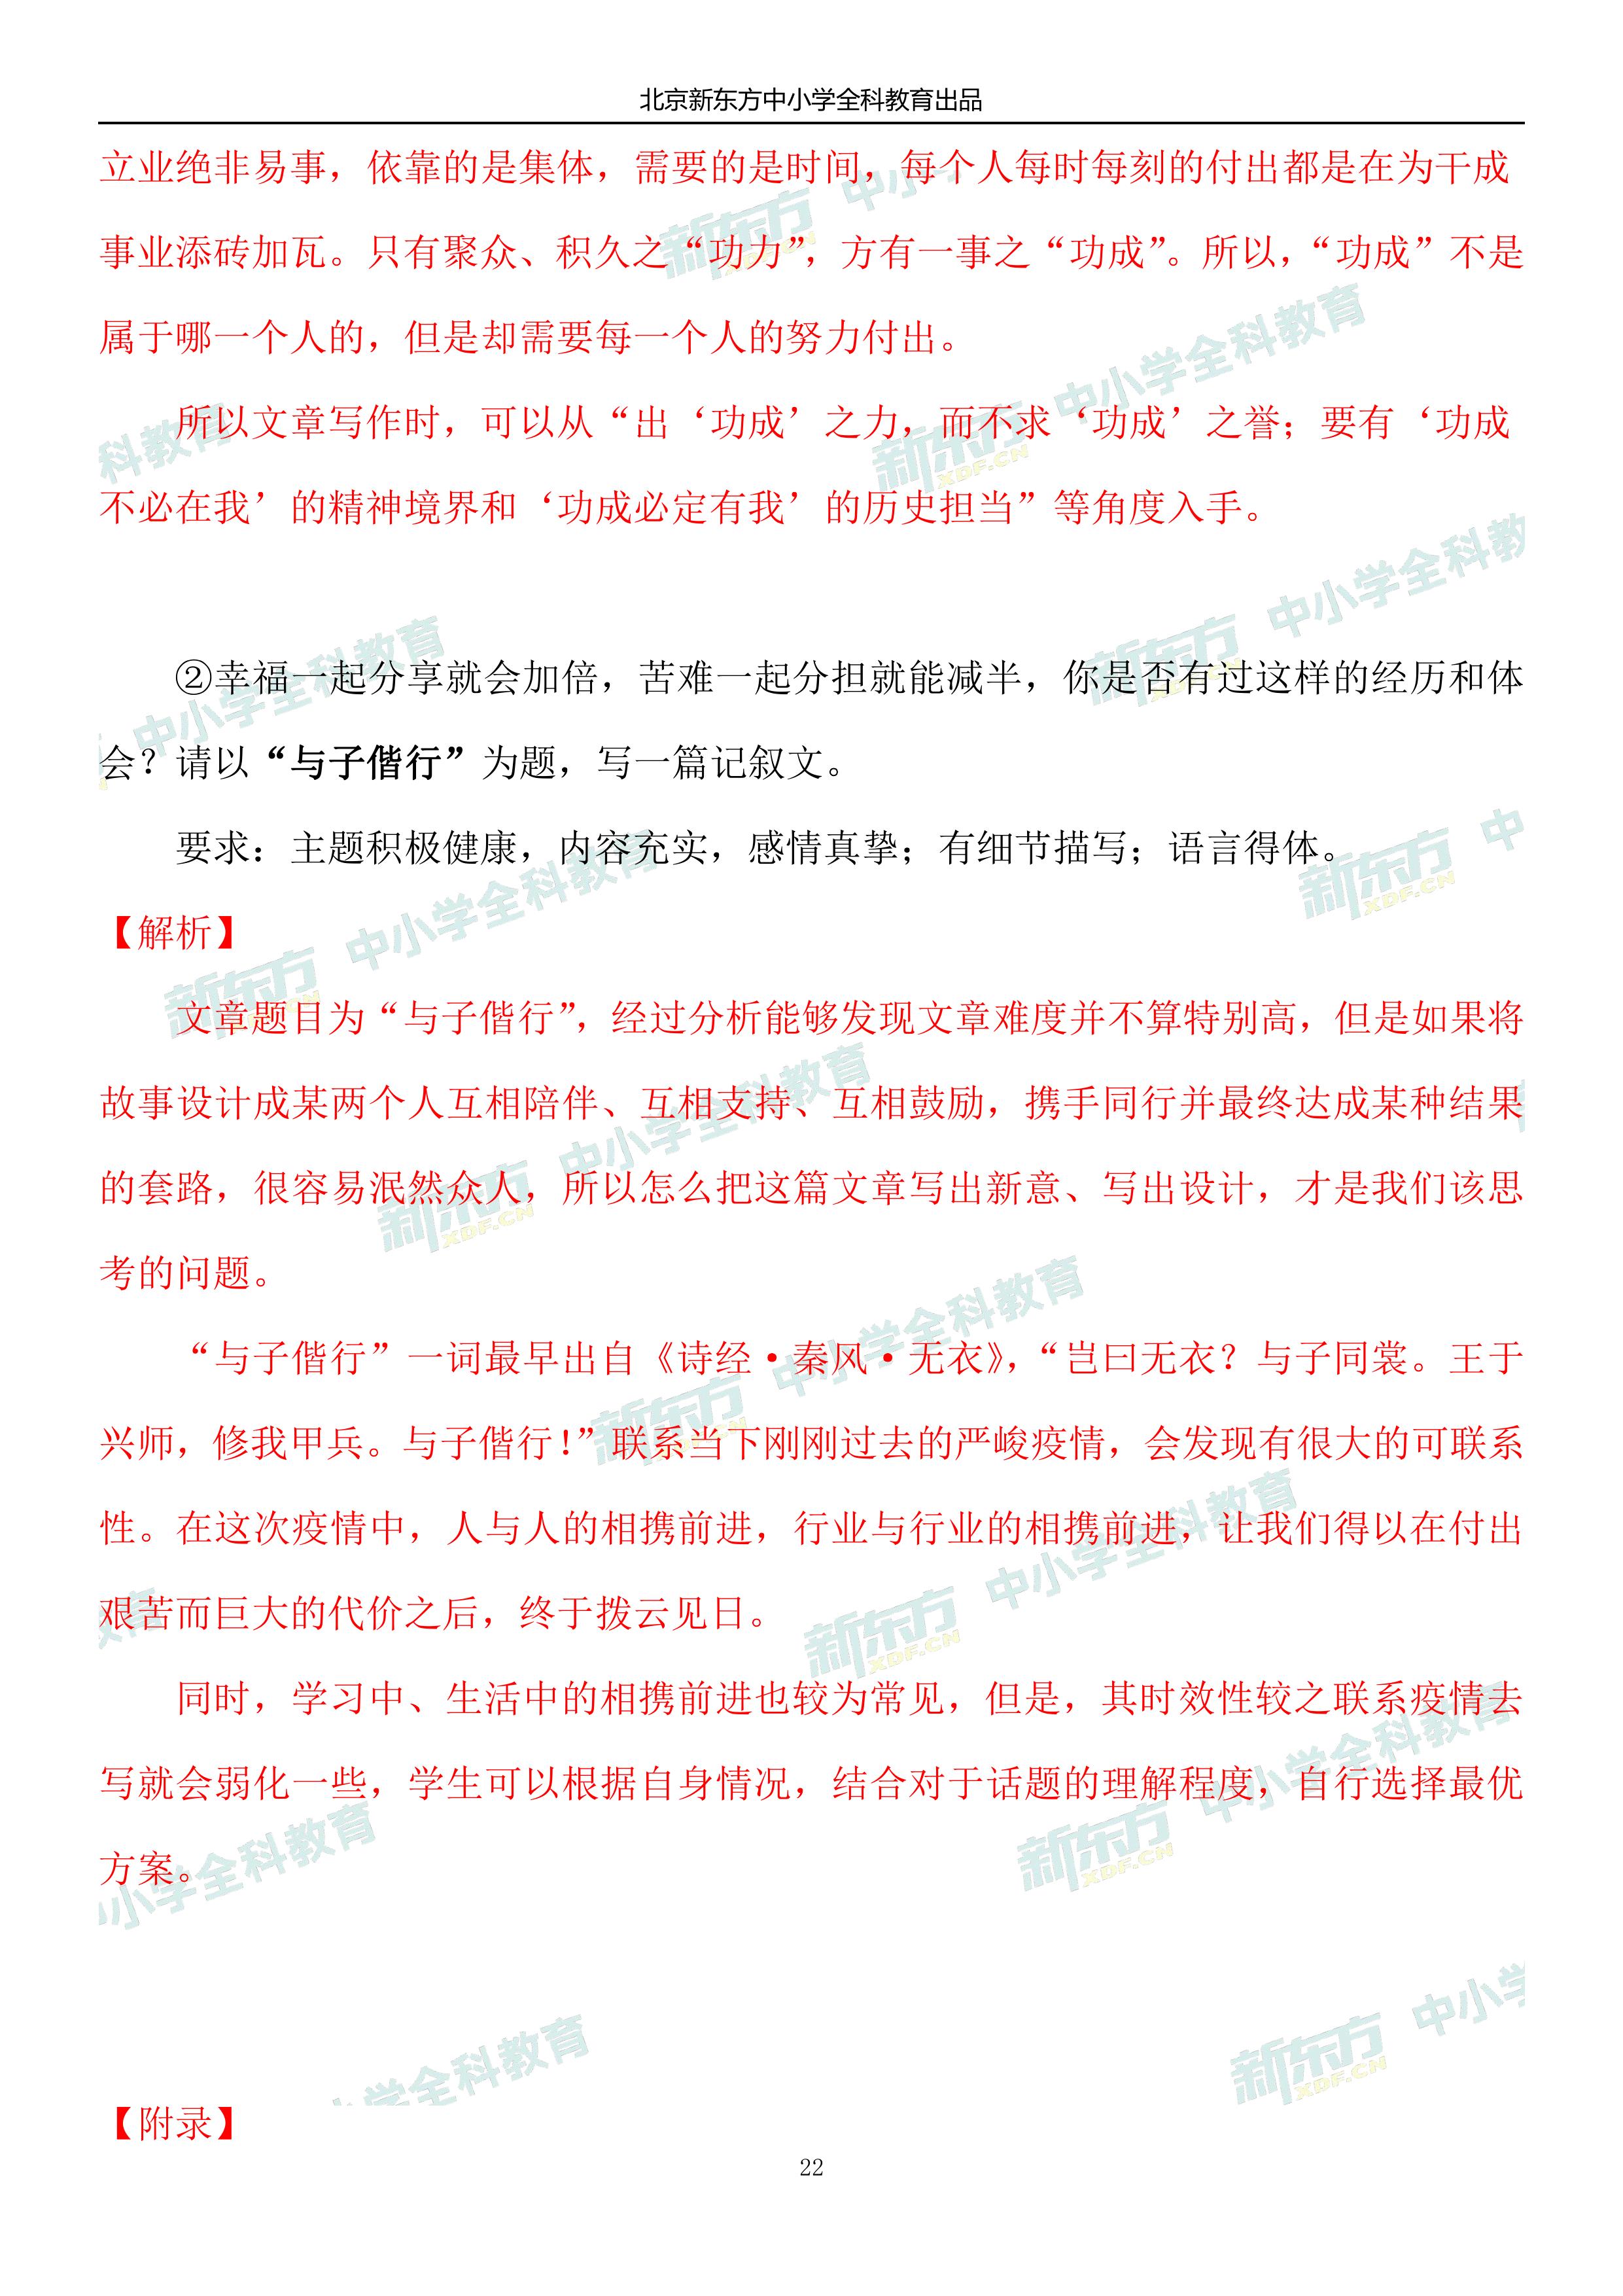 北京新东方中小学全科教育出品
立业绝非易事，依靠的是集体，需要的是时间，每个人每时每刻的付出都是在为干成
事业添砖加瓦。只有聚众、积久之“功力”，方有一事之“功成”。所以，“功成”不是
属于哪一个人的，但是却需要每一个人的努力付出。
所以文章写作时，可以从“出‘功成’之力，而不求‘功成’之誉；要有‘功成
不必在我’的精神境界和‘功成必定有我’的历史担当”等角度入手。
②幸福一起分享就会加倍，苦难一起分担就能减半，你是否有过这样的经历和体
会？请以“与子偕行”为题，写一篇记叙文。
要求：主题积极健康，内容充实，感情真挚；有细节描写；语言得体。
【解析】
文章题目为“与子偕行”，经过分析能够发现文章难度并不算特别高，但是如果将
故事设计成某两个人互相陪伴、互相支持、互相鼓励，携手同行并最终达成某种结果
的套路，很容易泯然众人，所以怎么把这篇文章写出新意、写出设计，才是我们该思
考的问题。
“与子偕行”一词最早出自《诗经·秦风·无衣》，“岂曰无衣？与子同裳。王于
兴师，修我甲兵。与子偕行！”联系当下刚刚过去的严峻疫情，会发现有很大的可联系
性。在这次疫情中，人与人的相携前进，行业与行业的相携前进，让我们得以在付出
艰苦而巨大的代价之后，终于拨云见日。
同时，学习中、生活中的相携前进也较为常见，但是，其时效性较之联系疫情去
写就会弱化一些，学生可以根据自身情况，结合对于话题的理解程度，自行选择最优
方案。
【附录】
22